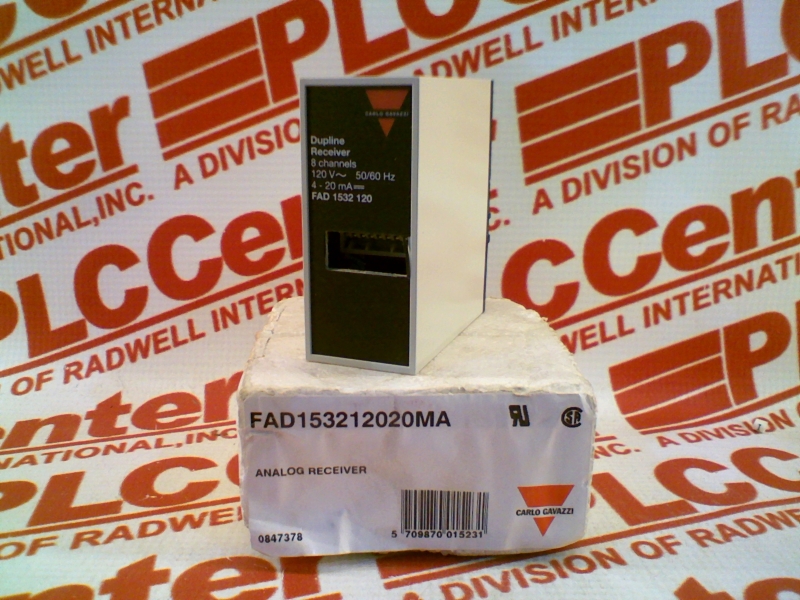 CARLO GAVAZZI
Dupline
Receiver
8 channels
120 V~ 50/60 Hz
4 - 20 mA⎓
FAD 1532 120
FAD153212020MA
ANALOG RECEIVER
0847378
5 709870 015231
CARLO GAVAZZI
PLCCenter
A DIVISION OF RADWELL INTERNATIONAL, INC.